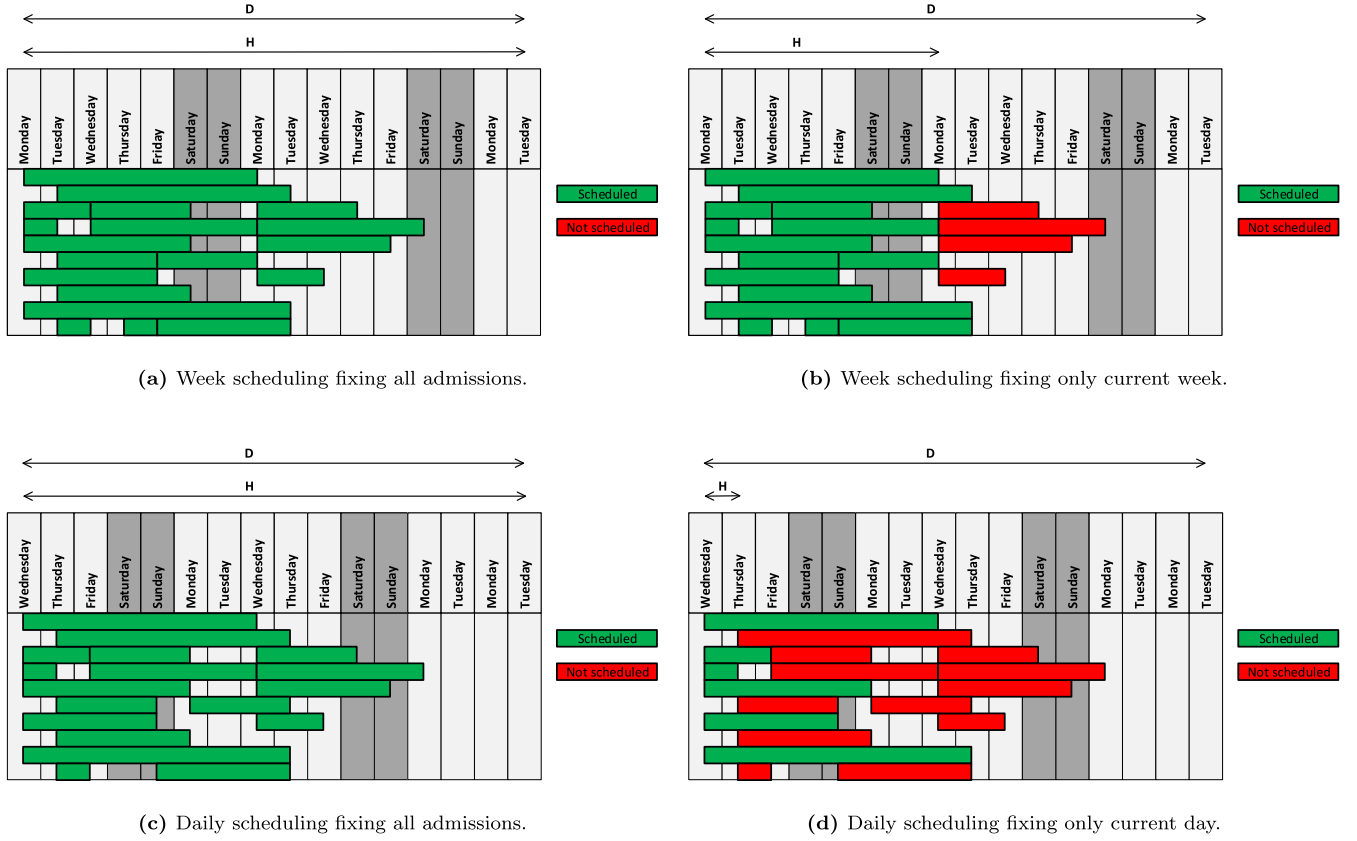 D
H
Monday Tuesday Wednesday Thursday Friday Saturday Sunday Monday Tuesday Wednesday Thursday Friday Saturday Sunday Monday Tuesday
Scheduled
Not scheduled
(a) Week scheduling fixing all admissions.
D
H
Monday Tuesday Wednesday Thursday Friday Saturday Sunday Monday Tuesday Wednesday Thursday Friday Saturday Sunday Monday Tuesday
Scheduled
Not scheduled
(b) Week scheduling fixing only current week.
D
H
Wednesday Thursday Friday Saturday Sunday Monday Tuesday Wednesday Thursday Friday Saturday Sunday Monday Tuesday Monday Tuesday
Scheduled
Not scheduled
(c) Daily scheduling fixing all admissions.
D
H
Wednesday Thursday Friday Saturday Sunday Monday Tuesday Wednesday Thursday Friday Saturday Sunday Monday Tuesday Monday Tuesday
Scheduled
Not scheduled
(d) Daily scheduling fixing only current day.